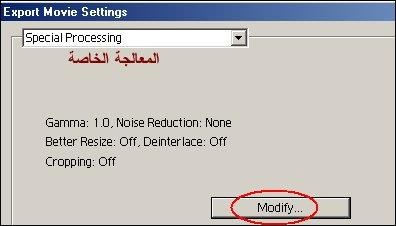 Export Movie Settings
Special Processing
المعالجة الخاصة
Gamma: 1.0, Noise Reduction: None
Better Resize: Off, Deinterlace: Off
Cropping: Off
Modify...